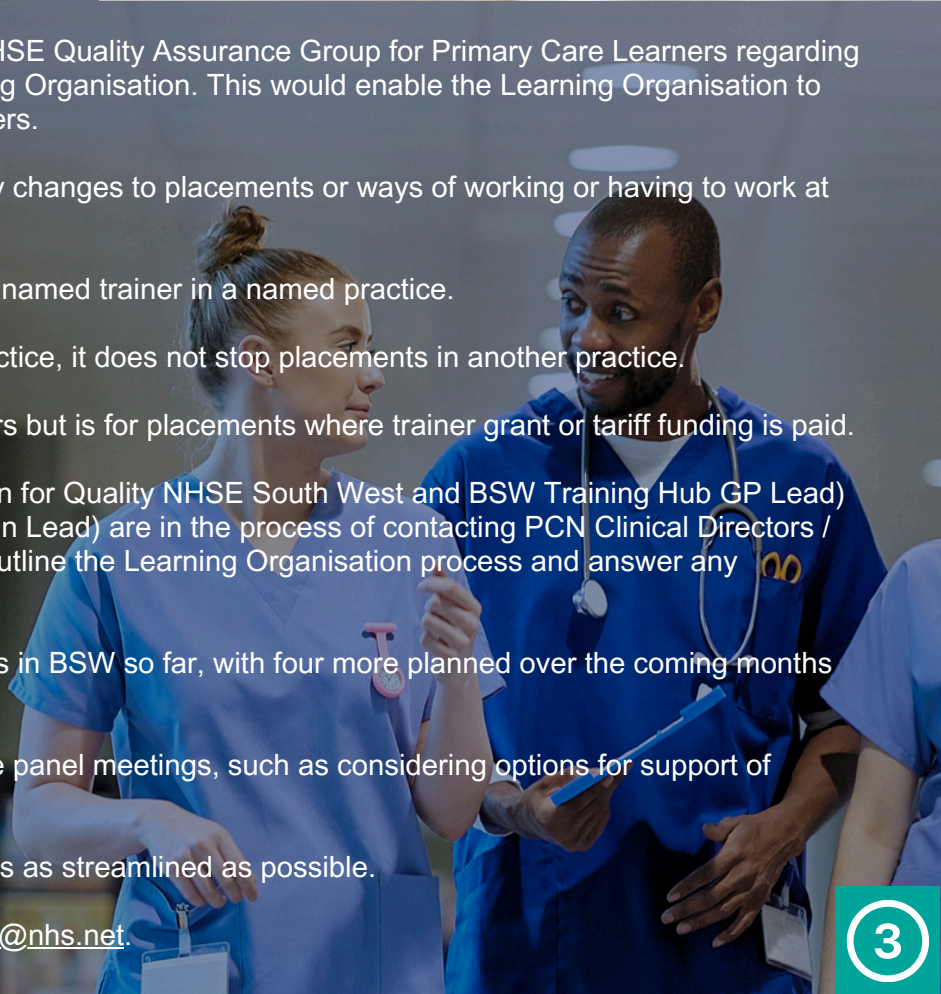 HSE Quality Assurance Group for Primary Care Learners regarding
g Organisation. This would enable the Learning Organisation to
ers.
y changes to placements or ways of working or having to work at
named trainer in a named practice.
ctice, it does not stop placements in another practice.
rs but is for placements where trainer grant or tariff funding is paid.
n for Quality NHSE South West and BSW Training Hub GP Lead)
n Lead) are in the process of contacting PCN Clinical Directors /
utline the Learning Organisation process and answer any
s in BSW so far, with four more planned over the coming months
e panel meetings, such as considering options for support of
s as streamlined as possible.
@nhs.net.
3